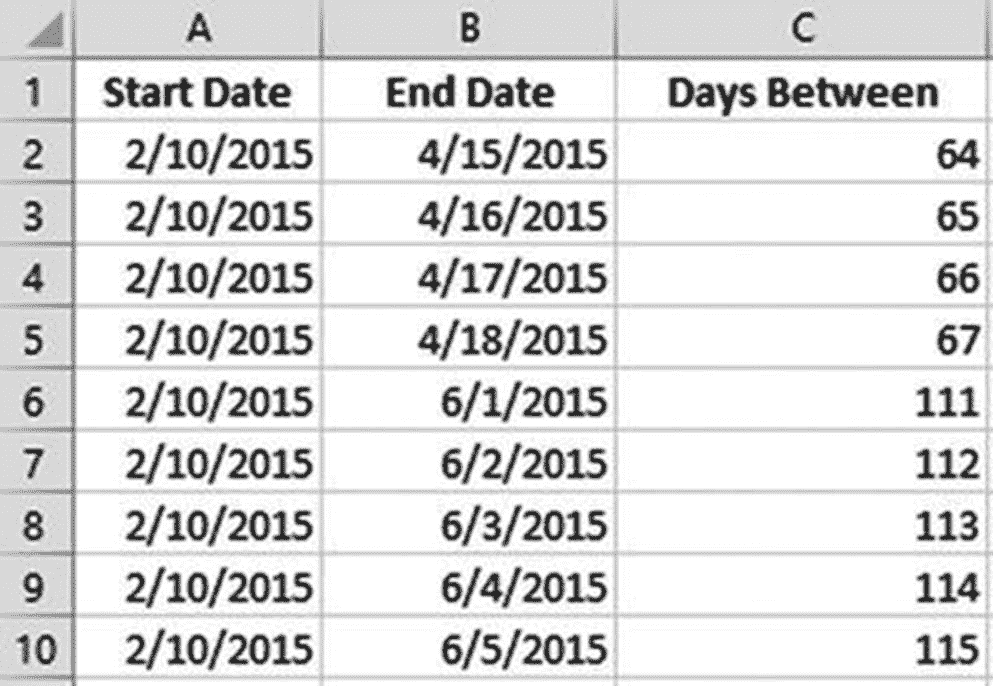 A B C
1 Start Date End Date Days Between
2 2/10/2015 4/15/2015 64
3 2/10/2015 4/16/2015 65
4 2/10/2015 4/17/2015 66
5 2/10/2015 4/18/2015 67
6 2/10/2015 6/1/2015 111
7 2/10/2015 6/2/2015 112
8 2/10/2015 6/3/2015 113
9 2/10/2015 6/4/2015 114
10 2/10/2015 6/5/2015 115